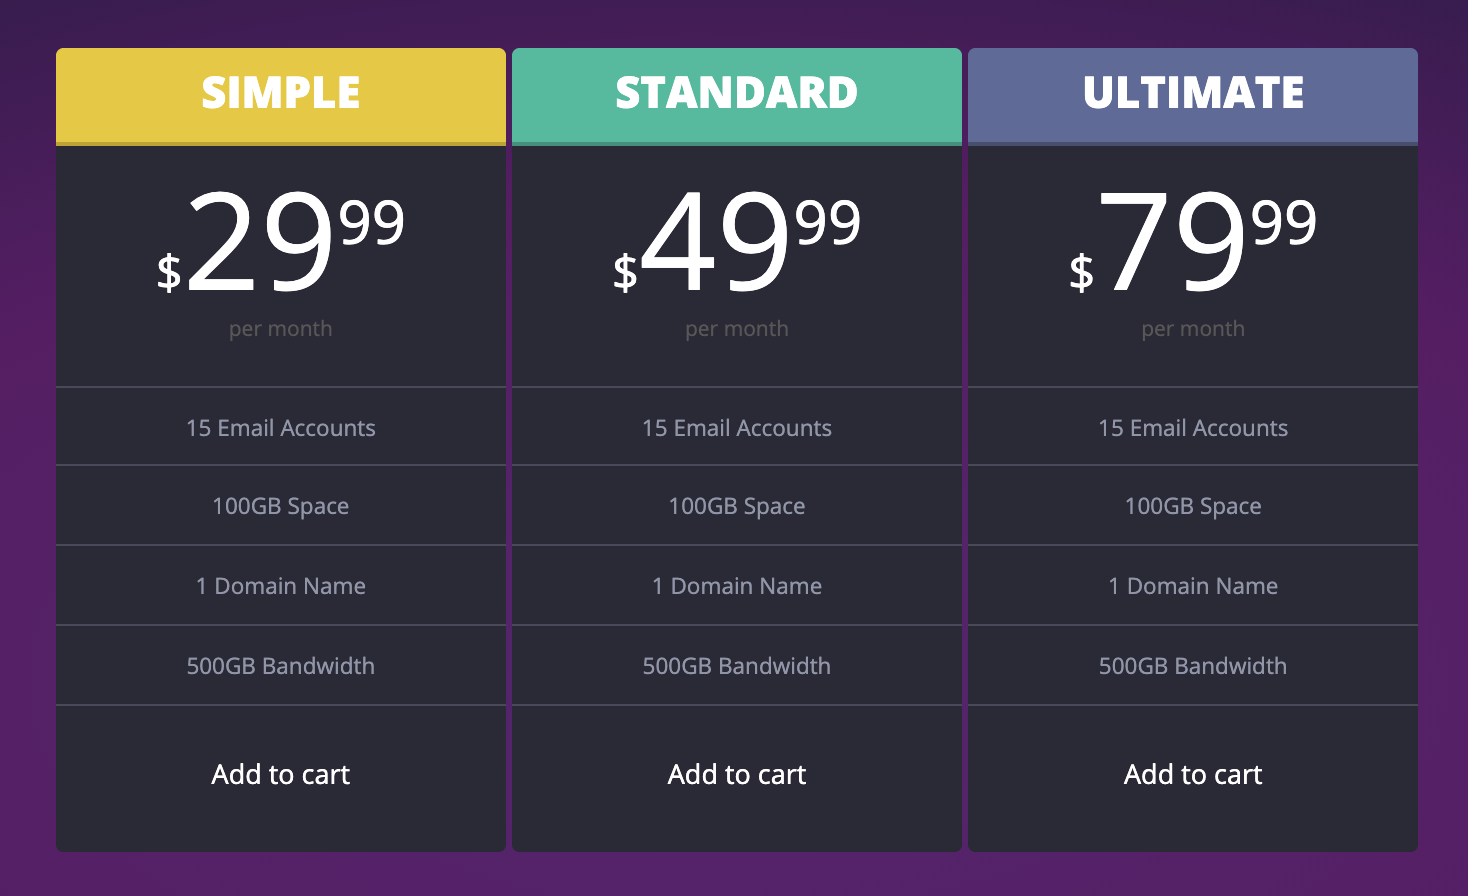 SIMPLE
$29 99
per month
15 Email Accounts
100GB Space
1 Domain Name
500GB Bandwidth
Add to cart
STANDARD
$49 99
per month
15 Email Accounts
100GB Space
1 Domain Name
500GB Bandwidth
Add to cart
ULTIMATE
$79 99
per month
15 Email Accounts
100GB Space
1 Domain Name
500GB Bandwidth
Add to cart